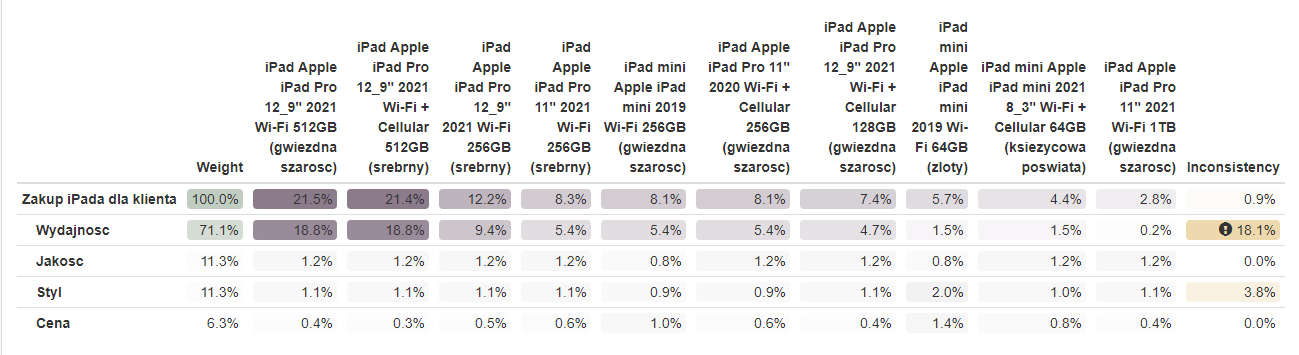 Weight
iPad Apple
iPad Pro
12_9" 2021
Wi-Fi 512GB
(gwiezdna
szarosc)
iPad Apple
iPad Pro
12_9" 2021
Wi-Fi +
Cellular
512GB
(srebrny)
iPad
Apple
iPad Pro
12_9"
2021 Wi-Fi
256GB
(srebrny)
iPad
Apple
iPad Pro
11" 2021
Wi-Fi
256GB
(srebrny)
iPad mini
Apple iPad
mini 2019
Wi-Fi 256GB
(gwiezdna
szarosc)
iPad Apple
iPad Pro 11"
2020 Wi-Fi +
Cellular
256GB
(gwiezdna
szarosc)
iPad Apple
iPad Pro
12_9" 2021
Wi-Fi +
Cellular
128GB
(gwiezdna
szarosc)
iPad
mini
Apple
iPad
mini
2019 Wi-
Fi 64GB
(zloty)
iPad mini Apple
iPad mini 2021
8_3" Wi-Fi +
Cellular 64GB
(ksiezycowa
poswiata)
iPad Apple
iPad Pro
11" 2021
Wi-Fi 1TB
(gwiezdna
szarosc)
Inconsistency
Zakup iPada dla klienta 100.0% 21.5% 21.4% 12.2% 8.3% 8.1% 8.1% 7.4% 5.7% 4.4% 2.8% 0.9%
Wydajnosc 71.1% 18.8% 18.8% 9.4% 5.4% 5.4% 5.4% 4.7% 1.5% 1.5% 0.2% 18.1%
Jakosc 11.3% 1.2% 1.2% 1.2% 1.2% 0.8% 1.2% 1.2% 0.8% 1.2% 1.2% 0.0%
Styl 11.3% 1.1% 1.1% 1.1% 1.1% 0.9% 0.9% 1.1% 2.0% 1.0% 1.1% 3.8%
Cena 6.3% 0.4% 0.3% 0.5% 0.6% 1.0% 0.6% 0.4% 1.4% 0.8% 0.4% 0.0%